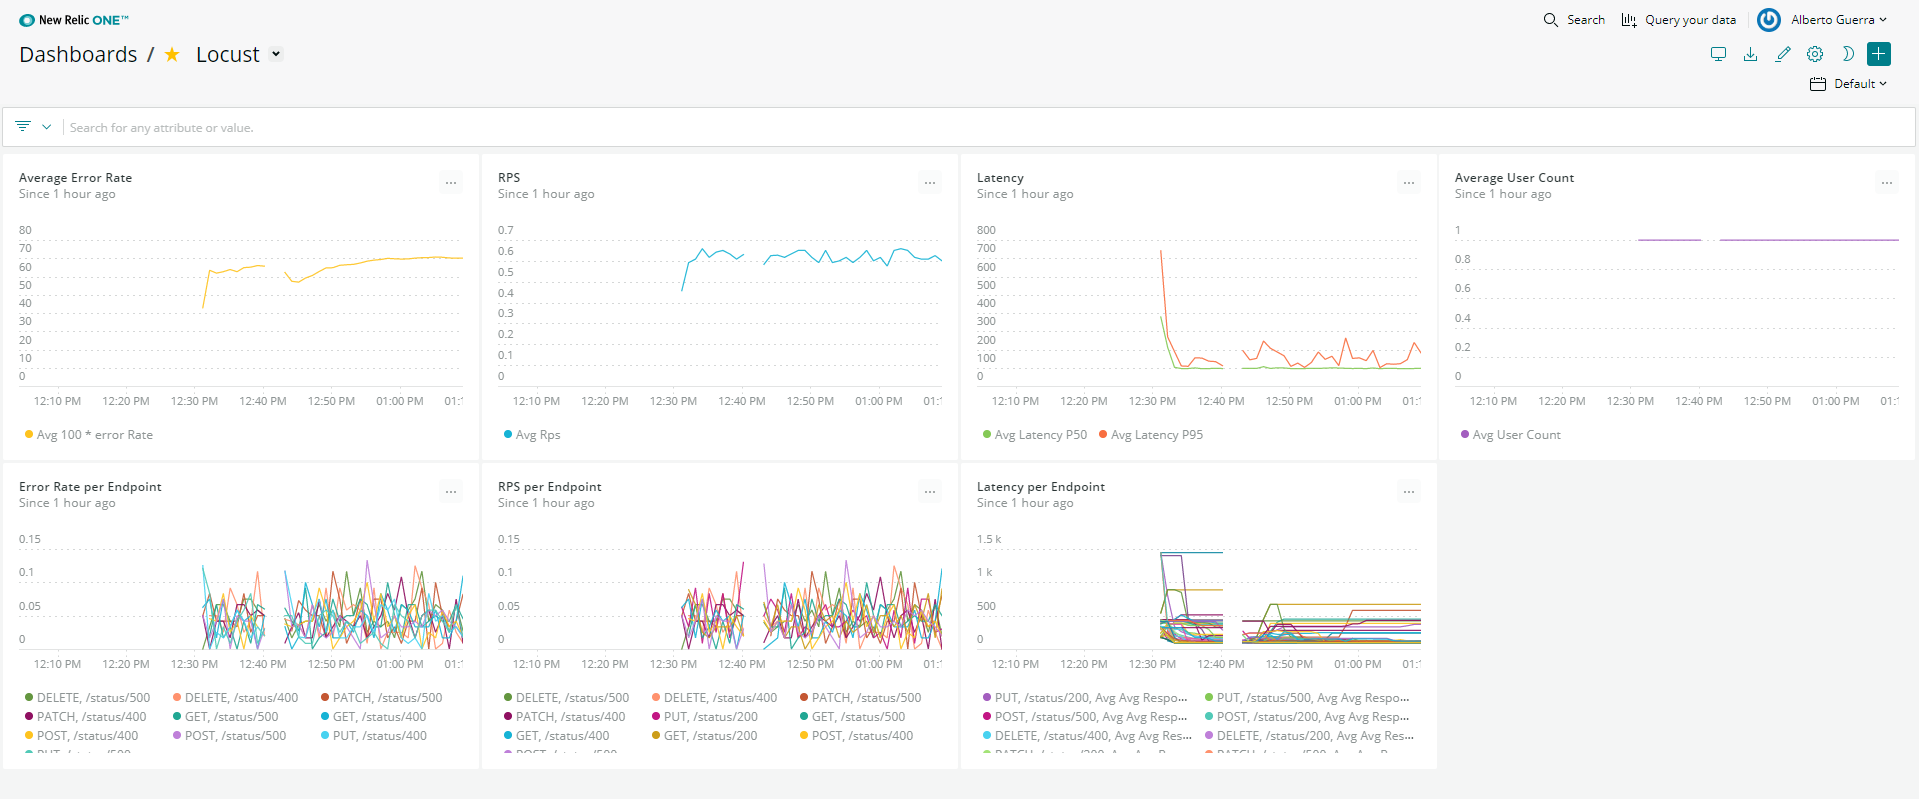 New Relic ONE™
Search
Query your data
Alberto Guerra
Dashboards / Locust
Default
Search for any attribute or value.
Average Error Rate
Since 1 hour ago
...
80
70
60
50
40
30
20
10
0
12:10 PM 12:20 PM 12:30 PM 12:40 PM 12:50 PM 01:00 PM 01:
Avg 100 * error Rate
RPS
Since 1 hour ago
...
0.7
0.6
0.5
0.4
0.3
0.2
0.1
0
12:10 PM 12:20 PM 12:30 PM 12:40 PM 12:50 PM 01:00 PM 01:
Avg Rps
Latency
Since 1 hour ago
...
800
700
600
500
400
300
200
100
0
12:10 PM 12:20 PM 12:30 PM 12:40 PM 12:50 PM 01:00 PM 01:
Avg Latency P50 Avg Latency P95
Average User Count
Since 1 hour ago
...
1
0.8
0.6
0.4
0.2
0
12:10 PM 12:20 PM 12:30 PM 12:40 PM 12:50 PM 01:00 PM 01:
Avg User Count
Error Rate per Endpoint
Since 1 hour ago
...
0.15
0.1
0.05
0
12:10 PM 12:20 PM 12:30 PM 12:40 PM 12:50 PM 01:00 PM 01:
DELETE, /status/500 DELETE, /status/400 PATCH, /status/500
PATCH, /status/400 GET, /status/500 GET, /status/400
POST, /status/400 POST, /status/500 PUT, /status/400
PUT, /status/500
RPS per Endpoint
Since 1 hour ago
...
0.15
0.1
0.05
0
12:10 PM 12:20 PM 12:30 PM 12:40 PM 12:50 PM 01:00 PM 01:
DELETE, /status/500 DELETE, /status/400 PATCH, /status/500
PATCH, /status/400 PUT, /status/200 GET, /status/500
GET, /status/400 GET, /status/200 POST, /status/400
POST, /status/500
Latency per Endpoint
Since 1 hour ago
...
1.5 k
1 k
500
0
12:10 PM 12:20 PM 12:30 PM 12:40 PM 12:50 PM 01:00 PM 01:
PUT, /status/200, Avg Avg Respo... PUT, /status/500, Avg Avg Respo...
POST, /status/500, Avg Avg Resp... POST, /status/200, Avg Avg Resp...
DELETE, /status/400, Avg Avg Res... DELETE, /status/200, Avg Avg Res...
PATCH, /status/200, Avg Avg R... PATCH, /status/500, Avg Avg R...